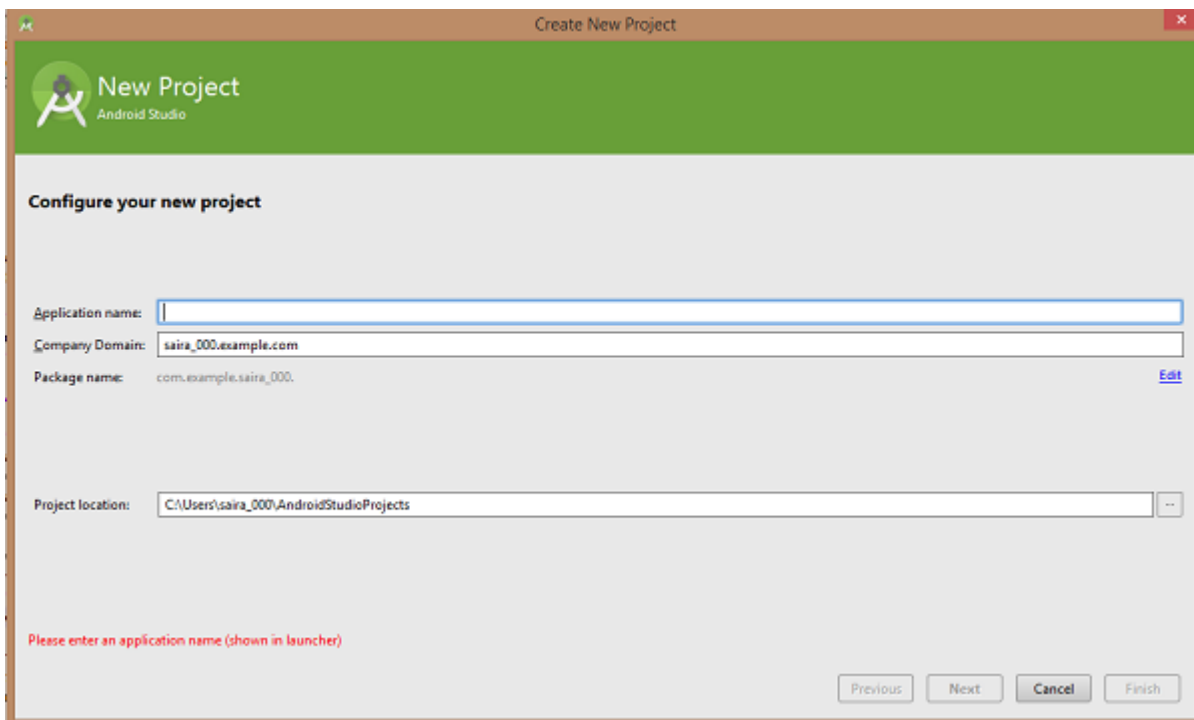 Create New Project
New Project
Android Studio
Configure your new project
Application name:
Company Domain: saira_000.example.com
Package name: com.example.saira_000. Edit
Project location: C:\Users\saira_000\AndroidStudioProjects ...
Please enter an application name (shown in launcher)
Previous Next Cancel Finish